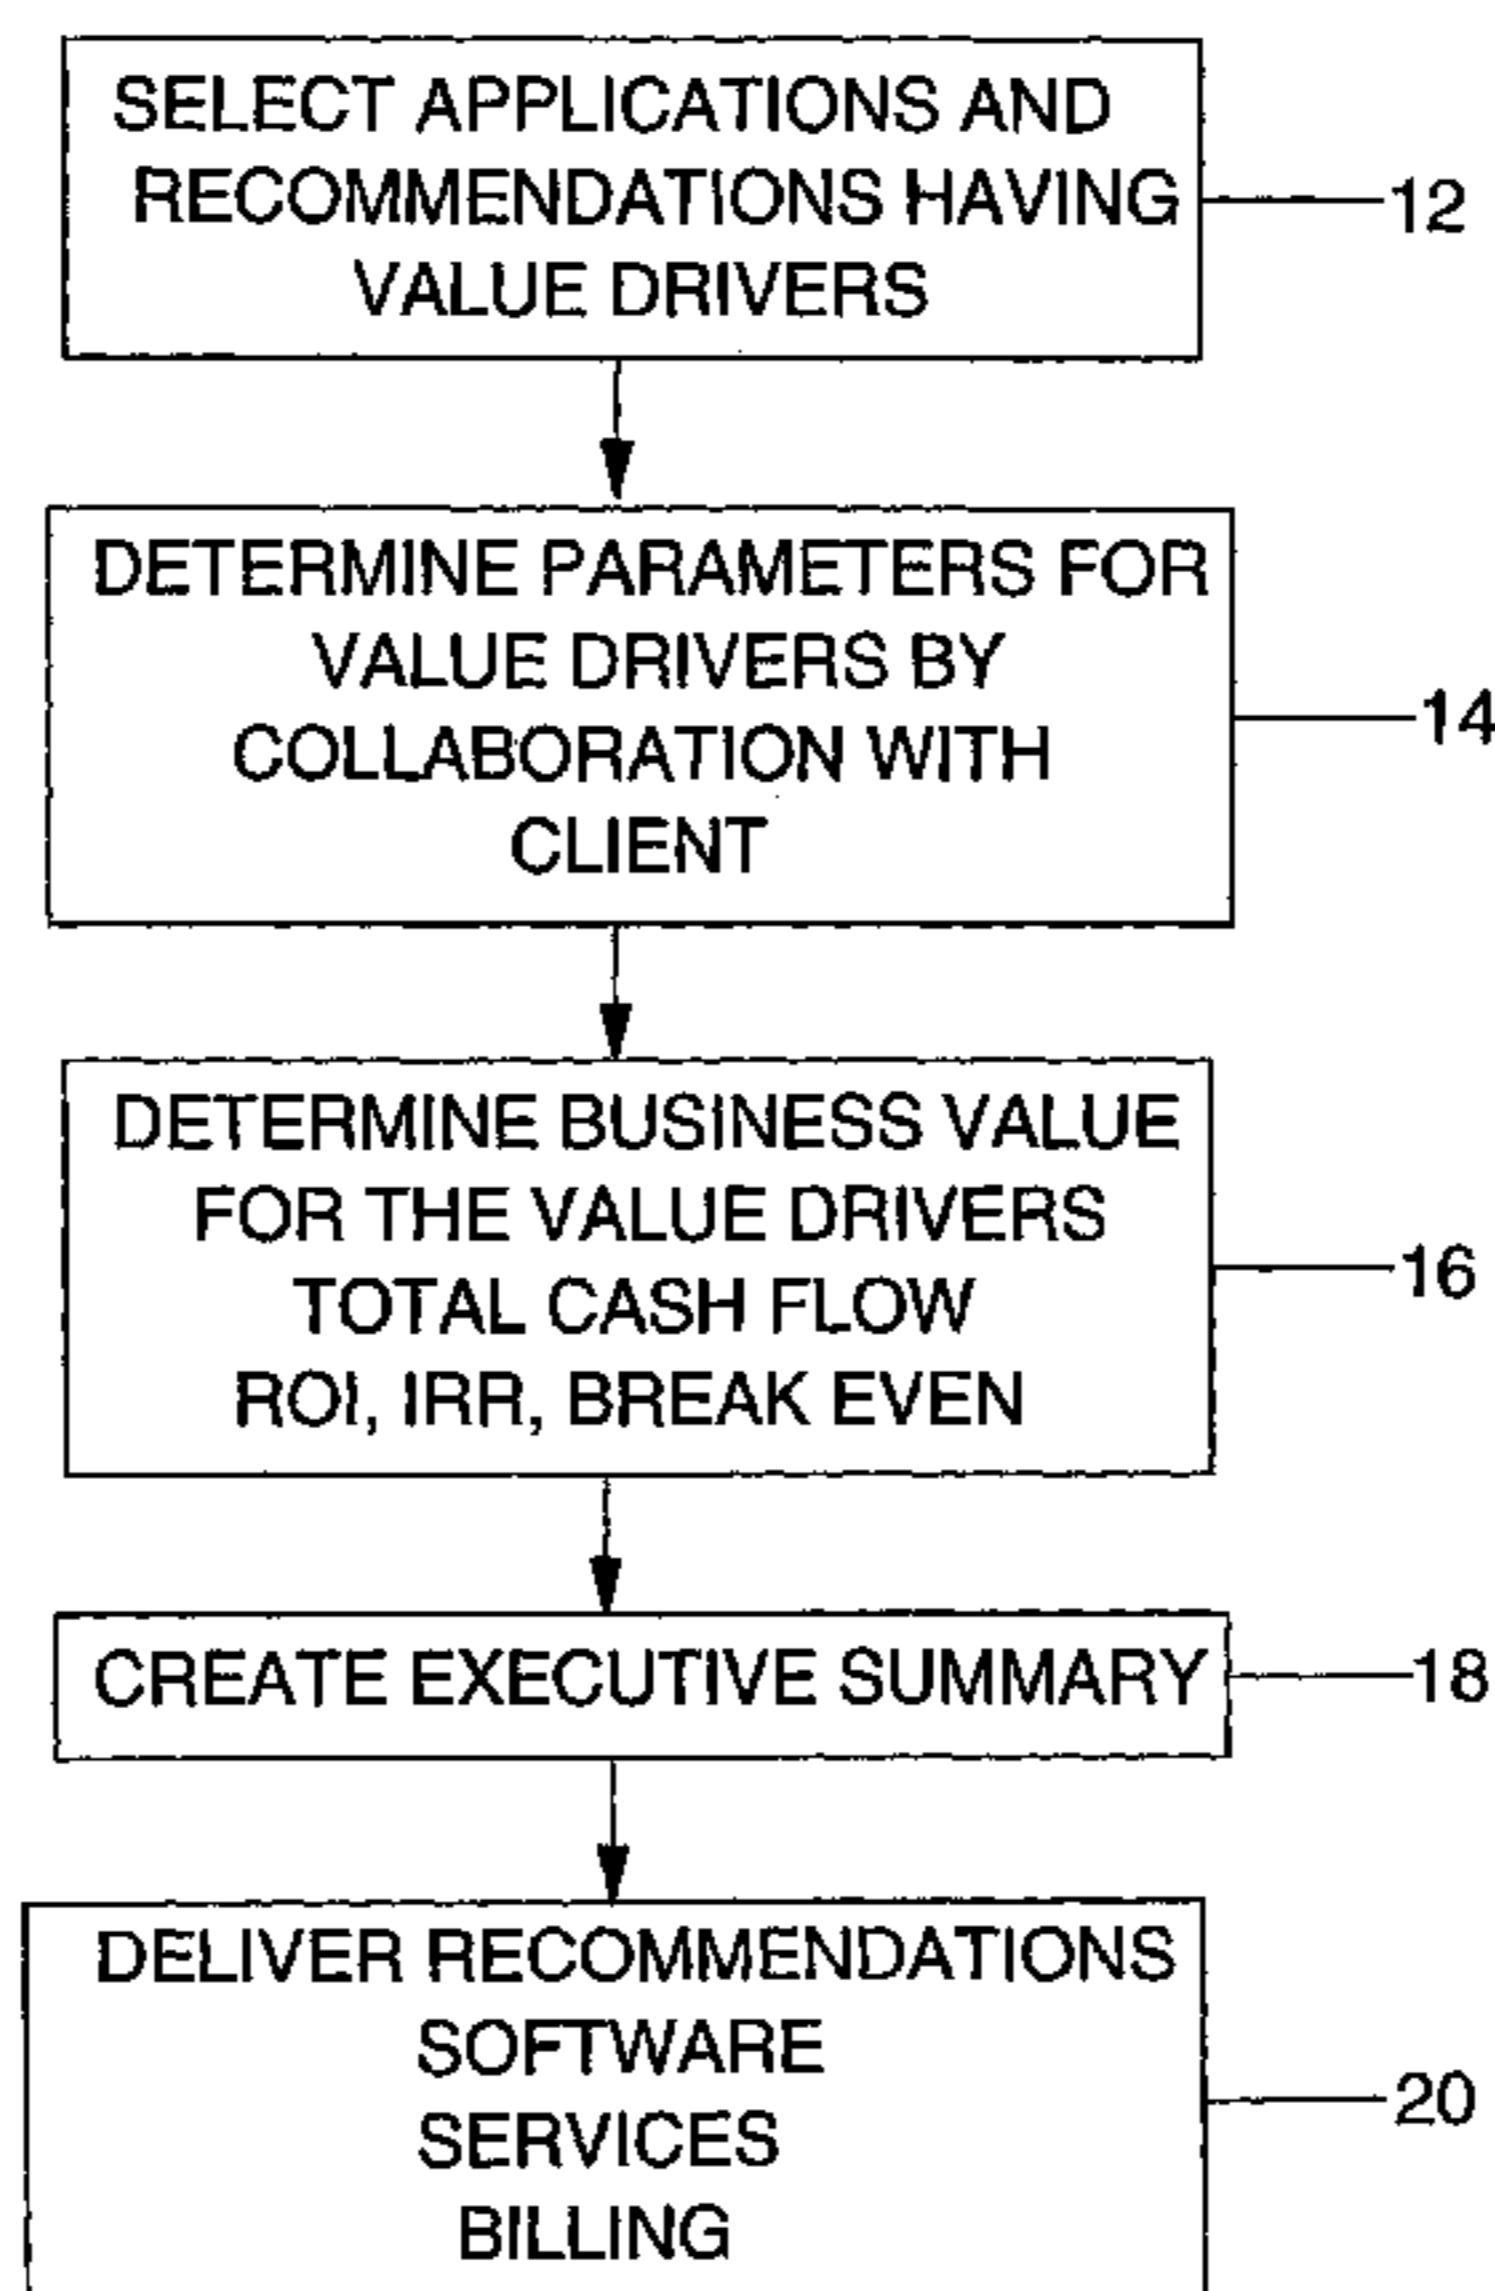 SELECT APPLICATIONS AND
RECOMMENDATIONS HAVING
VALUE DRIVERS
12
DETERMINE PARAMETERS FOR
VALUE DRIVERS BY
COLLABORATION WITH
CLIENT
14
DETERMINE BUSINESS VALUE
FOR THE VALUE DRIVERS
TOTAL CASH FLOW
ROI, IRR, BREAK EVEN
16
CREATE EXECUTIVE SUMMARY
18
DELIVER RECOMMENDATIONS
SOFTWARE
SERVICES
BILLING
20